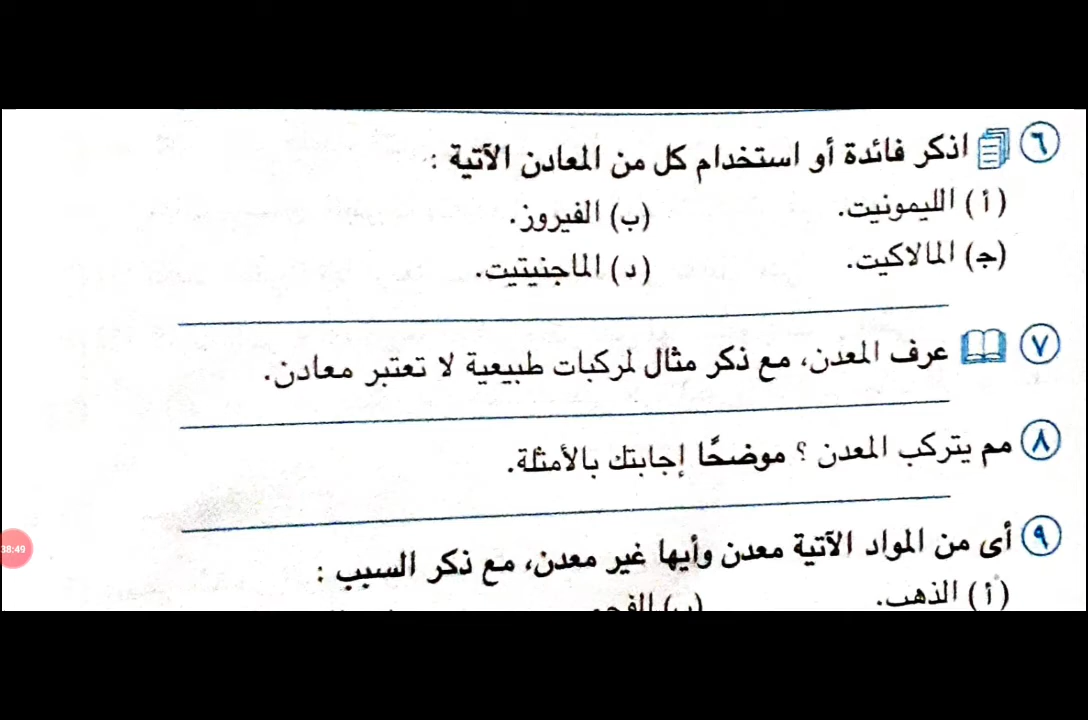 ٦ اذكر فائدة أو استخدام كل من المعادن الآتية :
(أ) الليمونيت. (ب) الفيروز.
(ج) المالاكيت. (د) الماجنيتيت.
٧ عرف المعدن، مع ذكر مثال لمركبات طبيعية لا تعتبر معادن.
٨ مم يتركب المعدن ؟ موضحًا إجابتك بالأمثلة.
38:49
٩ أى من المواد الآتية معدن وأيها غير معدن، مع ذكر السبب :
(أ) الذهب. (ب) الفحم